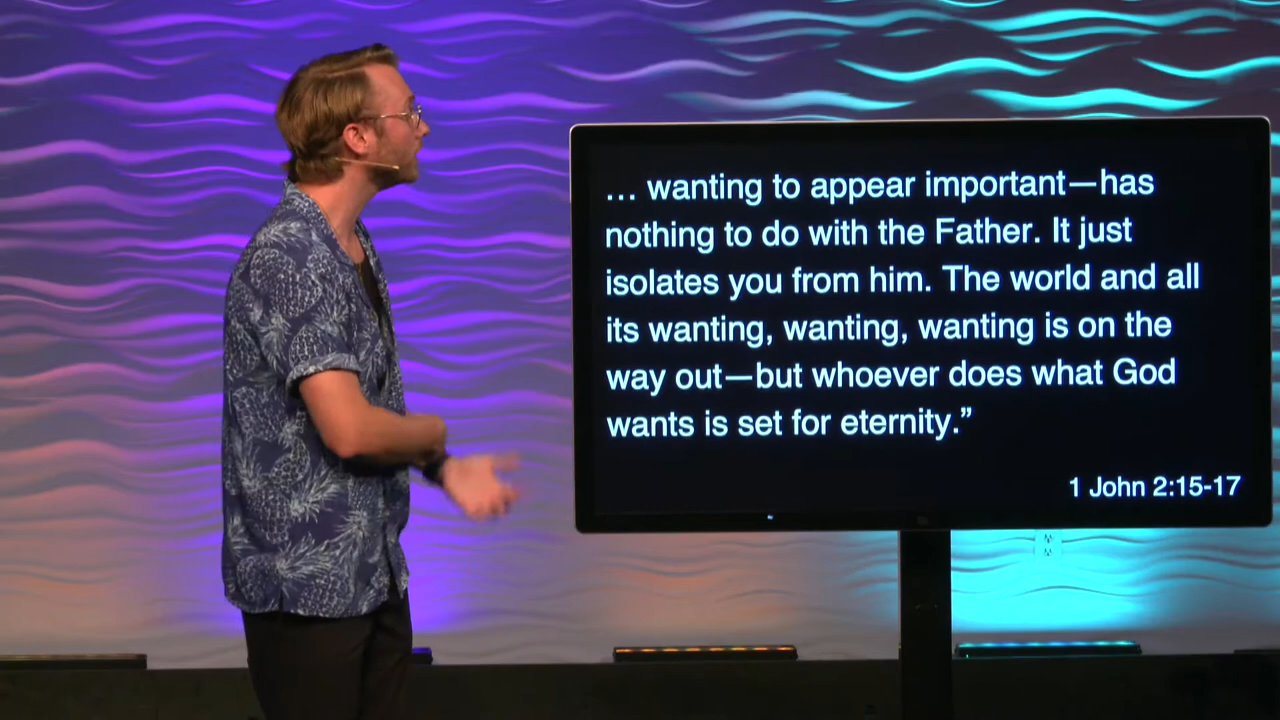 … wanting to appear important—has
nothing to do with the Father. It just
isolates you from him. The world and all
its wanting, wanting, wanting is on the
way out—but whoever does what God
wants is set for eternity.”
1 John 2:15-17